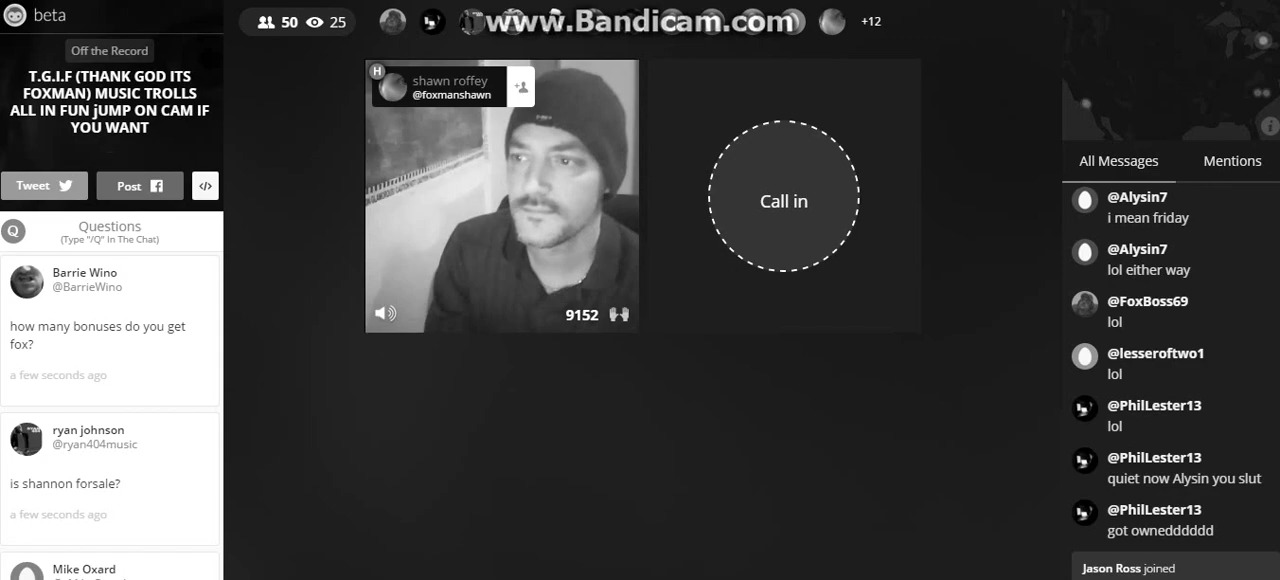 beta
Off the Record
T.G.I.F (THANK GOD ITS
FOXMAN) MUSIC TROLLS
ALL IN FUN jUMP ON CAM IF
YOU WANT
Tweet
Post
</>
Q
Questions
(Type "/Q" In The Chat)
Barrie Wino
@BarrieWino
how many bonuses do you get
fox?
a few seconds ago
ryan johnson
@ryan404music
is shannon forsale?
a few seconds ago
Mike Oxard
50
25
www.Bandicam.com
+12
H
shawn roffey
@foxmanshawn
9152
Call in
All Messages
Mentions
@Alysin7
i mean friday
@Alysin7
lol either way
@FoxBoss69
lol
@lesseroftwo1
lol
@PhilLester13
lol
@PhilLester13
quiet now Alysin you slut
@PhilLester13
got owneddddd
Jason Ross joined